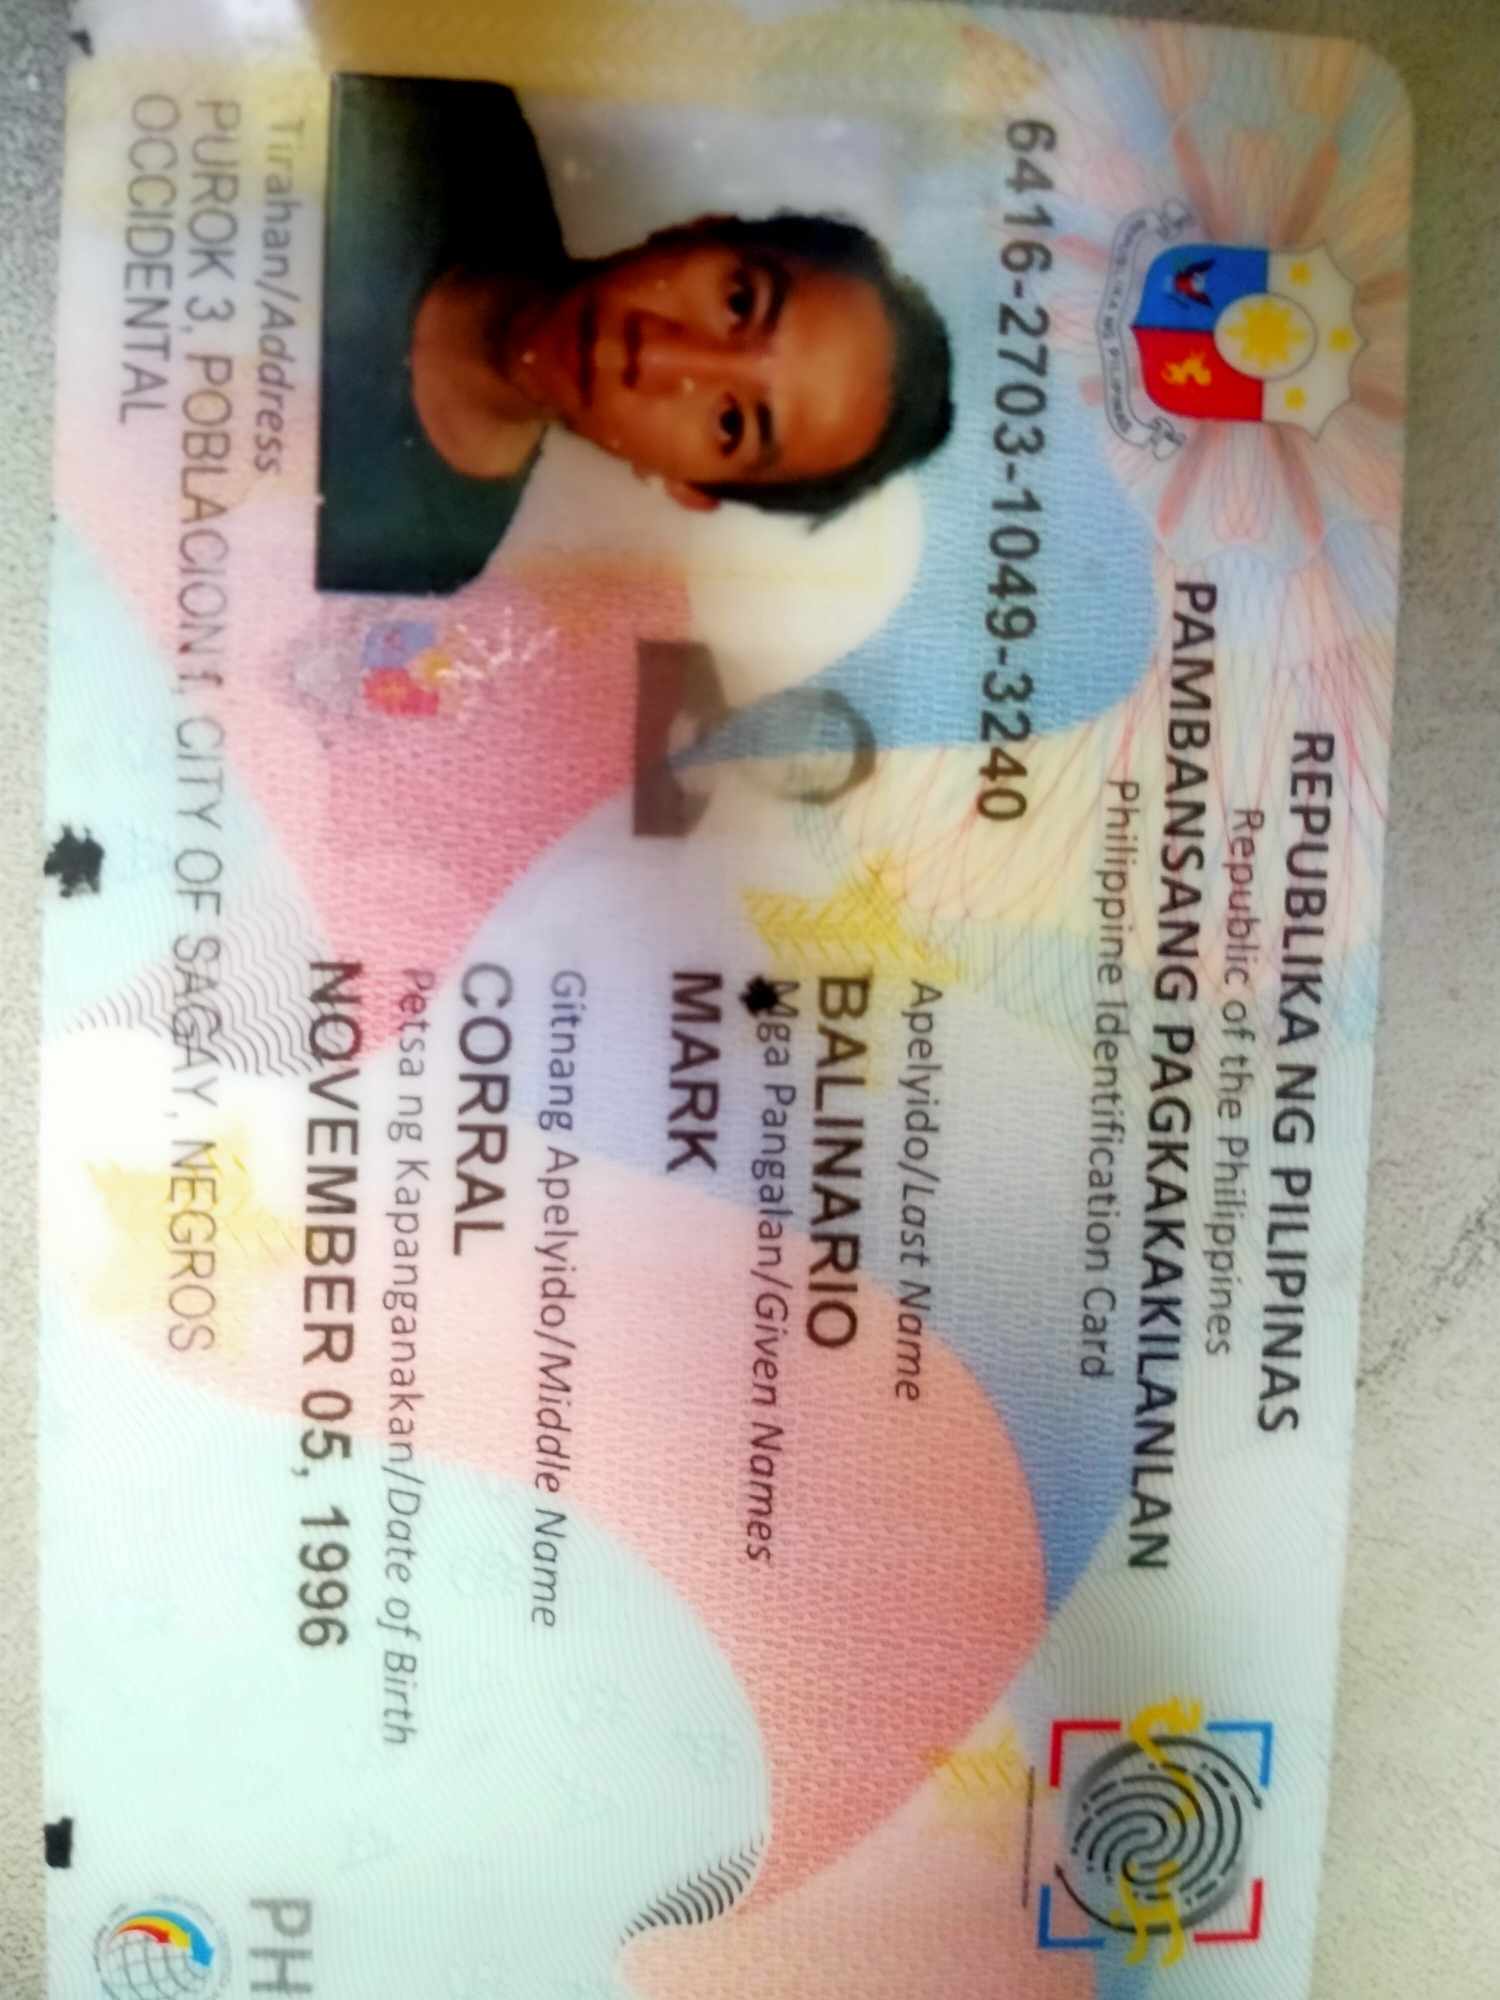 REPUBLIKA NG PILIPINAS
Republic of the Philippines
PAMBANSANG PAGKAKAKILANLAN
Philippine Identification Card
6416-2703-1049-3240
Apelyido/Last Name
BALINARIO
Mga Pangalan/Given Names
MARK
Gitnang Apelyido/Middle Name
CORRAL
Petsa ng Kapanganakan/Date of Birth
NOVEMBER 05, 1996
Tirahan/Address
PUROK 3, POBLACION 1, CITY OF SAGAY, NEGROS
OCCIDENTAL
PH